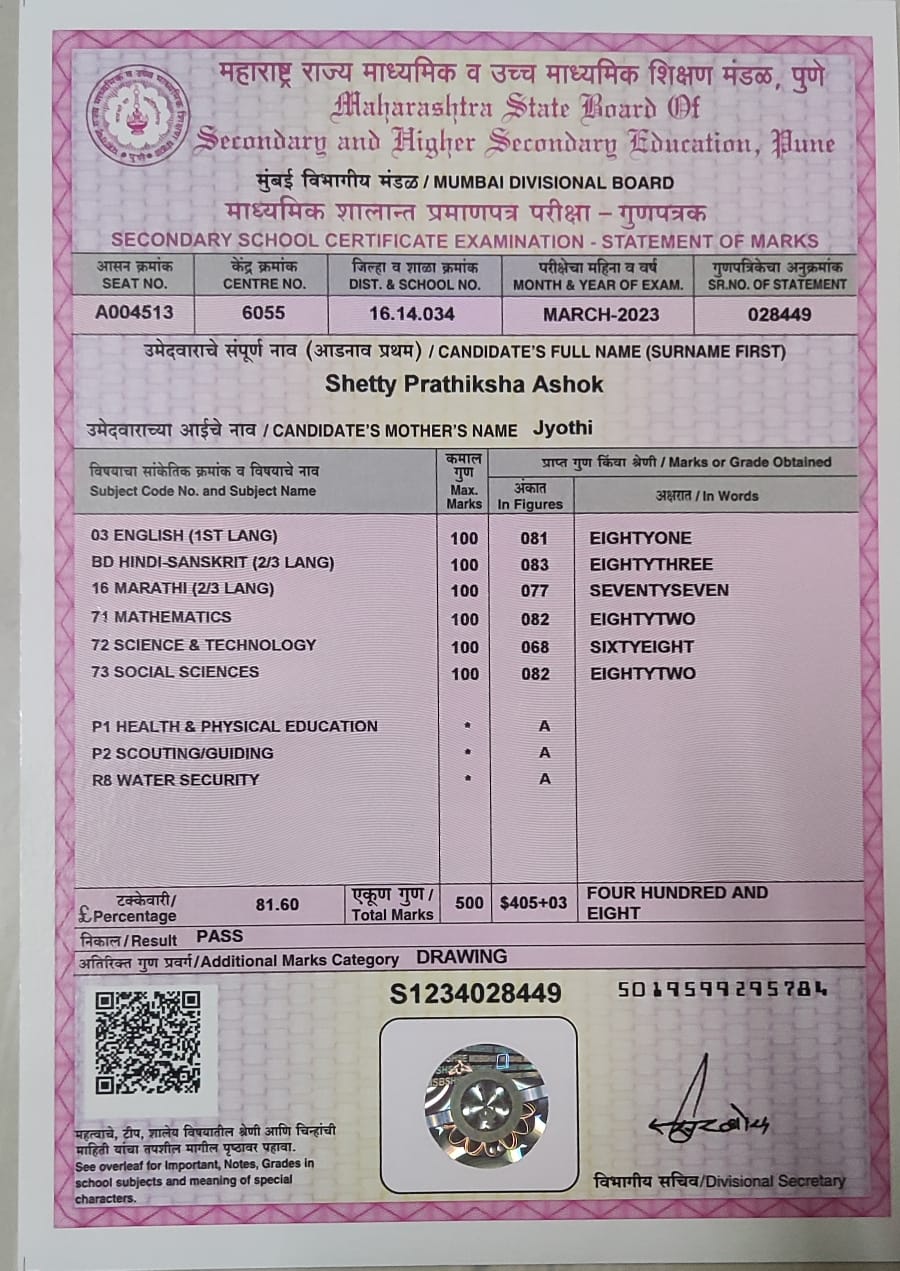 महाराष्ट्र राज्य माध्यमिक व उच्च माध्यमिक शिक्षण मंडळ, पुणे
Maharashtra State Board Of
Secondary and Higher Secondary Education, Pune
मुंबई विभागीय मंडळ / MUMBAI DIVISIONAL BOARD
माध्यमिक शालान्त प्रमाणपत्र परीक्षा – गुणपत्रक
SECONDARY SCHOOL CERTIFICATE EXAMINATION - STATEMENT OF MARKS
आसन क्रमांक केंद्र क्रमांक जिल्हा व शाळा क्रमांक परीक्षेचा महिना व वर्ष गुणपत्रिकेचा अनुक्रमांक
SEAT NO. CENTRE NO. DIST. & SCHOOL NO. MONTH & YEAR OF EXAM. SR.NO. OF STATEMENT
A004513 6055 16.14.034 MARCH-2023 028449
उमेदवाराचे संपूर्ण नाव (आडनाव प्रथम) / CANDIDATE'S FULL NAME (SURNAME FIRST)
Shetty Prathiksha Ashok
उमेदवाराच्या आईचे नाव / CANDIDATE'S MOTHER'S NAME Jyothi
विषयाचा सांकेतिक क्रमांक व विषयाचे नाव
Subject Code No. and Subject Name
कमाल
गुण
Max.
Marks
प्राप्त गुण किंवा श्रेणी / Marks or Grade Obtained
अंकात
In Figures
अक्षरात / In Words
03 ENGLISH (1ST LANG) 100 081 EIGHTYONE
BD HINDI-SANSKRIT (2/3 LANG) 100 083 EIGHTYTHREE
16 MARATHI (2/3 LANG) 100 077 SEVENTYSEVEN
71 MATHEMATICS 100 082 EIGHTYTWO
72 SCIENCE & TECHNOLOGY 100 068 SIXTYEIGHT
73 SOCIAL SCIENCES 100 082 EIGHTYTWO
P1 HEALTH & PHYSICAL EDUCATION * A
P2 SCOUTING/GUIDING * A
R8 WATER SECURITY * A
टक्केवारी/
£Percentage
81.60
एकूण गुण /
Total Marks
500 $405+03
FOUR HUNDRED AND
EIGHT
निकाल/Result PASS
अतिरिक्त गुण प्रवर्ग/Additional Marks Category DRAWING
S1234028449
5019599295784
महत्वाचे, टीप, शालेय विषयातील श्रेणी आणि चिन्हांची
माहिती यांचा तपशील मागील पृष्ठावर पहावा.
See overleaf for Important, Notes, Grades in
school subjects and meaning of special
characters.
विभागीय सचिव/Divisional Secretary